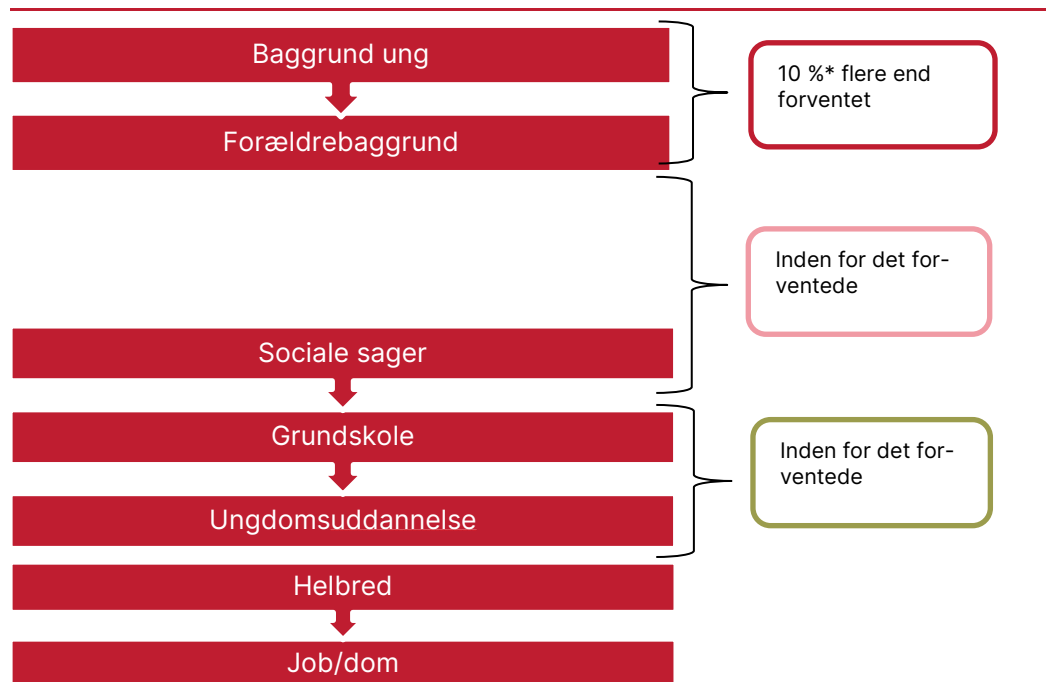 Baggrund ung
Forældrebaggrund
10 %* flere end
forventet
Inden for det for-
ventede
Sociale sager
Grundskole
Ungdomsuddannelse
Inden for det for-
ventede
Helbred
Job/dom